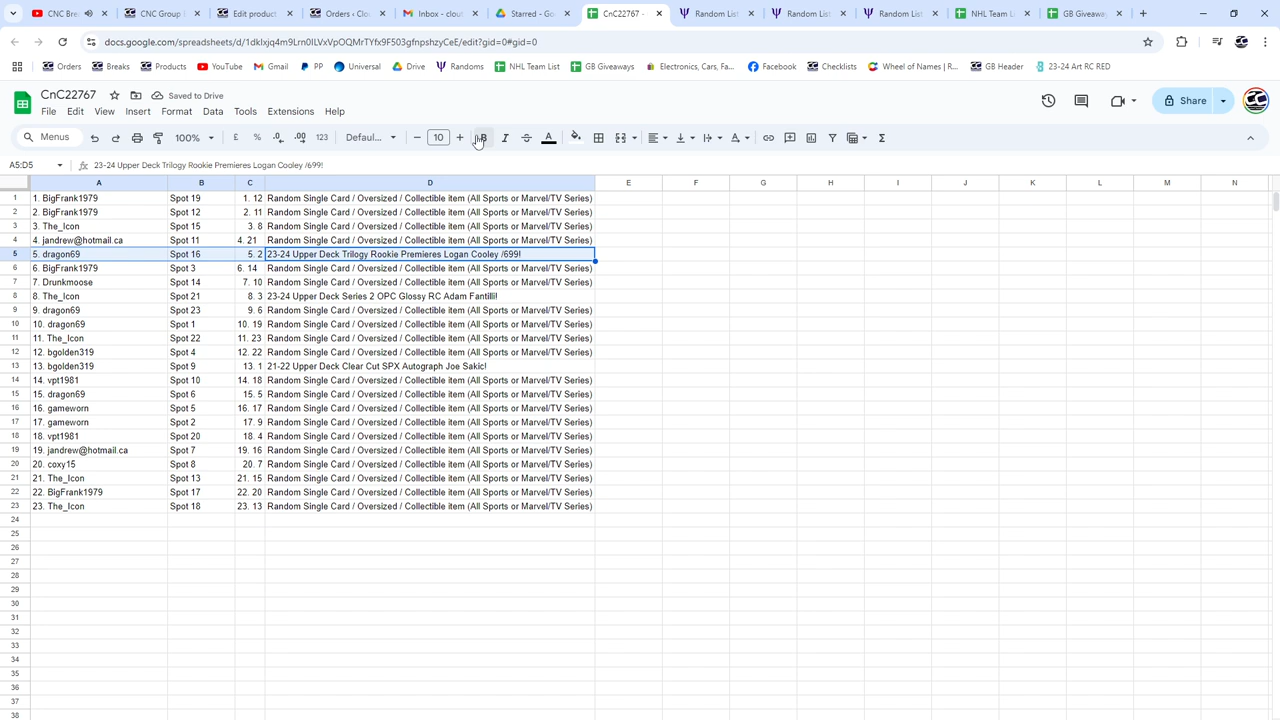 CNC Brea
CNC Group B
Edit product
Orders · Clou
Inbox · clout
Starred - Goo
CnC22767 -
Random List
Random List
Random List
NHL Team L
GB Giveawa
docs.google.com/spreadsheets/d/1dkIxjq4m9Lrn0ILVxVpOQMrTYfx9F503gfnpshzyCeE/edit?gid=0#gid=0
Orders Breaks Products YouTube Gmail PP Universal Drive Randoms NHL Team List GB Giveaways Electronics, Cars, Fa... Facebook Checklists Wheel of Names | R... GB Header 23-24 Art RC RED
CnC22767 Saved to Drive
File Edit View Insert Format Data Tools Extensions Help
Share
Menus 100% £ % .0 .00 123 Defaul... − 10 + B I A Σ
A5:D5 fx 23-24 Upper Deck Trilogy Rookie Premieres Logan Cooley /699!
A B C D E F G H I J K L M N
1 1. BigFrank1979 Spot 19 1. 12 Random Single Card / Oversized / Collectible item (All Sports or Marvel/TV Series)
2 2. BigFrank1979 Spot 12 2. 11 Random Single Card / Oversized / Collectible item (All Sports or Marvel/TV Series)
3 3. The_Icon Spot 15 3. 8 Random Single Card / Oversized / Collectible item (All Sports or Marvel/TV Series)
4 4. jandrew@hotmail.ca Spot 11 4. 21 Random Single Card / Oversized / Collectible item (All Sports or Marvel/TV Series)
5 5. dragon69 Spot 16 5. 2 23-24 Upper Deck Trilogy Rookie Premieres Logan Cooley /699!
6 6. BigFrank1979 Spot 3 6. 14 Random Single Card / Oversized / Collectible item (All Sports or Marvel/TV Series)
7 7. Drunkmoose Spot 14 7. 10 Random Single Card / Oversized / Collectible item (All Sports or Marvel/TV Series)
8 8. The_Icon Spot 21 8. 3 23-24 Upper Deck Series 2 OPC Glossy RC Adam Fantilli!
9 9. dragon69 Spot 23 9. 6 Random Single Card / Oversized / Collectible item (All Sports or Marvel/TV Series)
10 10. dragon69 Spot 1 10. 19 Random Single Card / Oversized / Collectible item (All Sports or Marvel/TV Series)
11 11. The_Icon Spot 22 11. 23 Random Single Card / Oversized / Collectible item (All Sports or Marvel/TV Series)
12 12. bgolden319 Spot 4 12. 22 Random Single Card / Oversized / Collectible item (All Sports or Marvel/TV Series)
13 13. bgolden319 Spot 9 13. 1 21-22 Upper Deck Clear Cut SPX Autograph Joe Sakic!
14 14. vpt1981 Spot 10 14. 18 Random Single Card / Oversized / Collectible item (All Sports or Marvel/TV Series)
15 15. dragon69 Spot 6 15. 5 Random Single Card / Oversized / Collectible item (All Sports or Marvel/TV Series)
16 16. gameworn Spot 5 16. 17 Random Single Card / Oversized / Collectible item (All Sports or Marvel/TV Series)
17 17. gameworn Spot 2 17. 9 Random Single Card / Oversized / Collectible item (All Sports or Marvel/TV Series)
18 18. vpt1981 Spot 20 18. 4 Random Single Card / Oversized / Collectible item (All Sports or Marvel/TV Series)
19 19. jandrew@hotmail.ca Spot 7 19. 16 Random Single Card / Oversized / Collectible item (All Sports or Marvel/TV Series)
20 20. coxy15 Spot 8 20. 7 Random Single Card / Oversized / Collectible item (All Sports or Marvel/TV Series)
21 21. The_Icon Spot 13 21. 15 Random Single Card / Oversized / Collectible item (All Sports or Marvel/TV Series)
22 22. BigFrank1979 Spot 17 22. 20 Random Single Card / Oversized / Collectible item (All Sports or Marvel/TV Series)
23 23. The_Icon Spot 18 23. 13 Random Single Card / Oversized / Collectible item (All Sports or Marvel/TV Series)
24
25
26
27
28
29
30
31
32
33
34
35
36
37
38